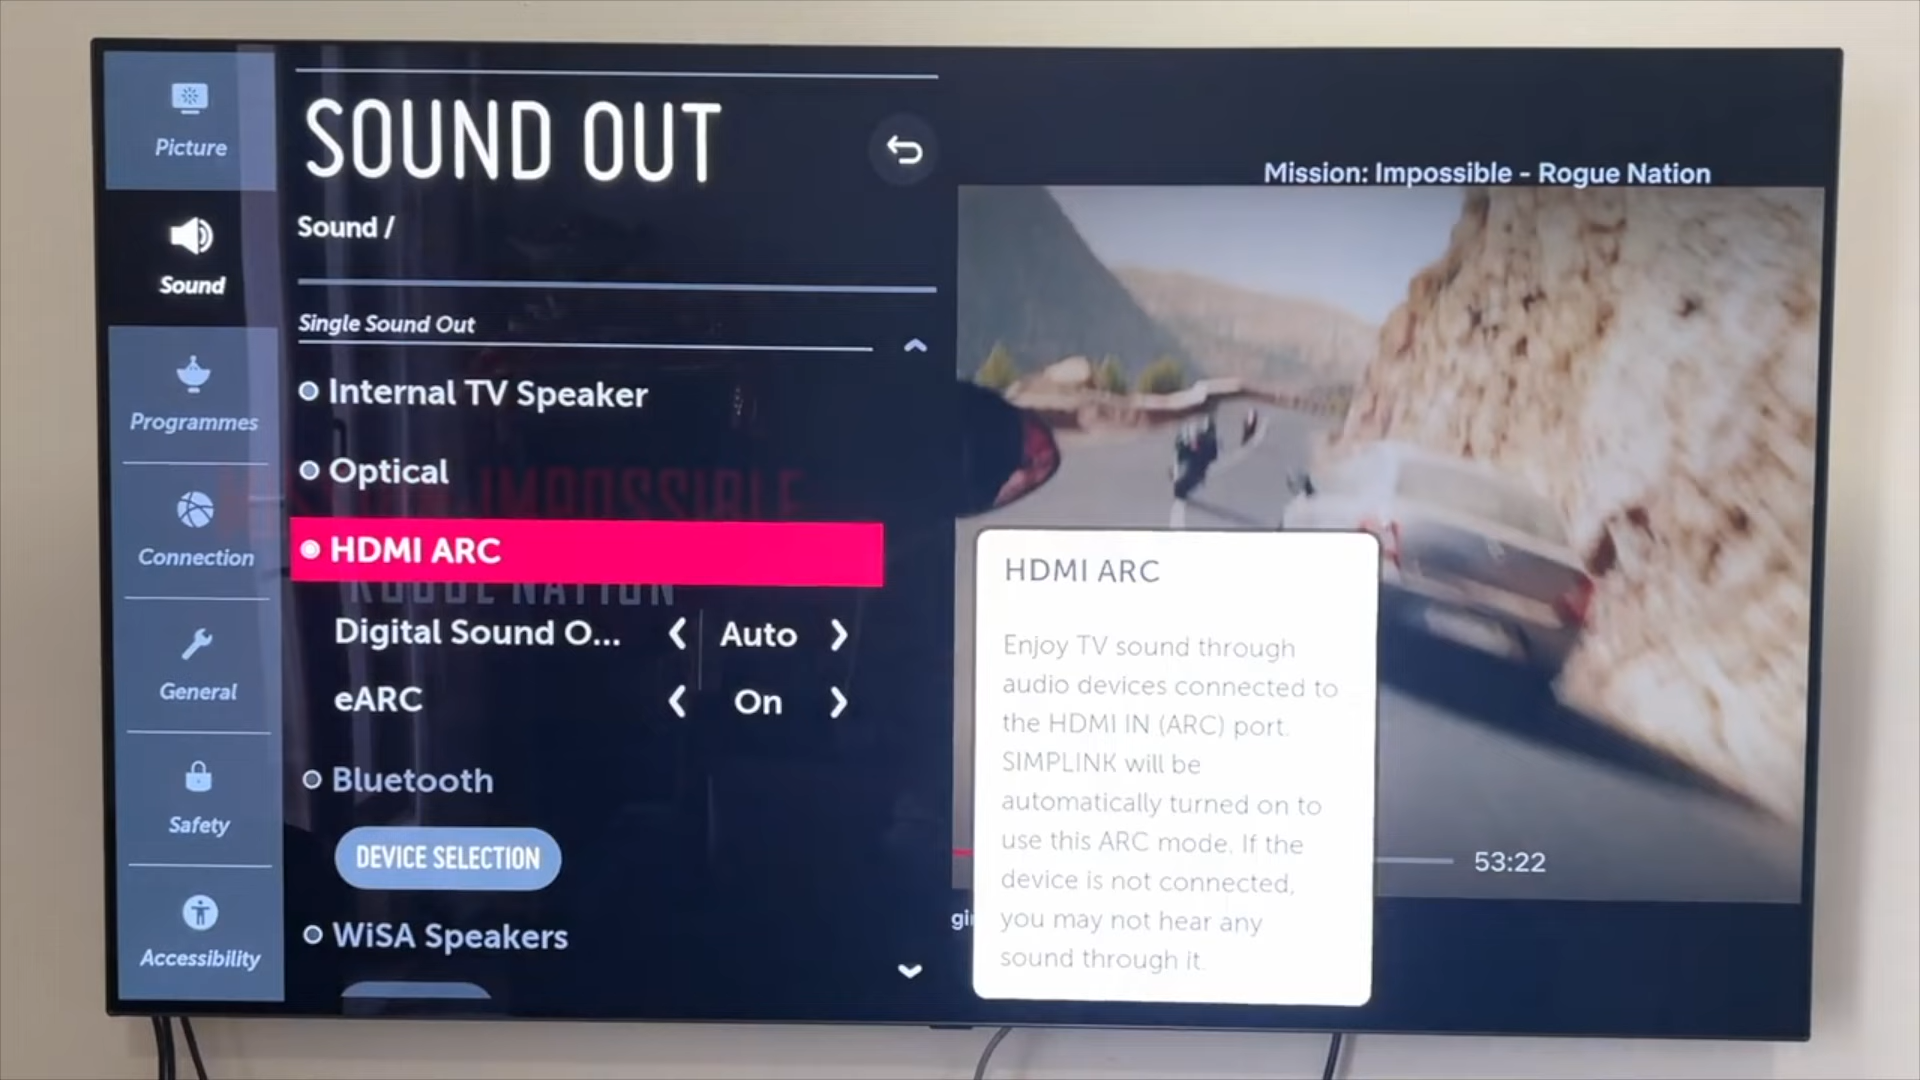 Picture
Sound
Programmes
Connection
General
Safety
Accessibility
SOUND OUT
Sound /
Single Sound Out
Internal TV Speaker
Optical
HDMI ARC
Digital Sound O... Auto
eARC On
Bluetooth
DEVICE SELECTION
WiSA Speakers
IMPOSSIBLE
ROGUE NATION
Mission: Impossible - Rogue Nation
HDMI ARC
Enjoy TV sound through
audio devices connected to
the HDMI IN (ARC) port.
SIMPLINK will be
automatically turned on to
use this ARC mode. If the
device is not connected,
you may not hear any
sound through it.
53:22